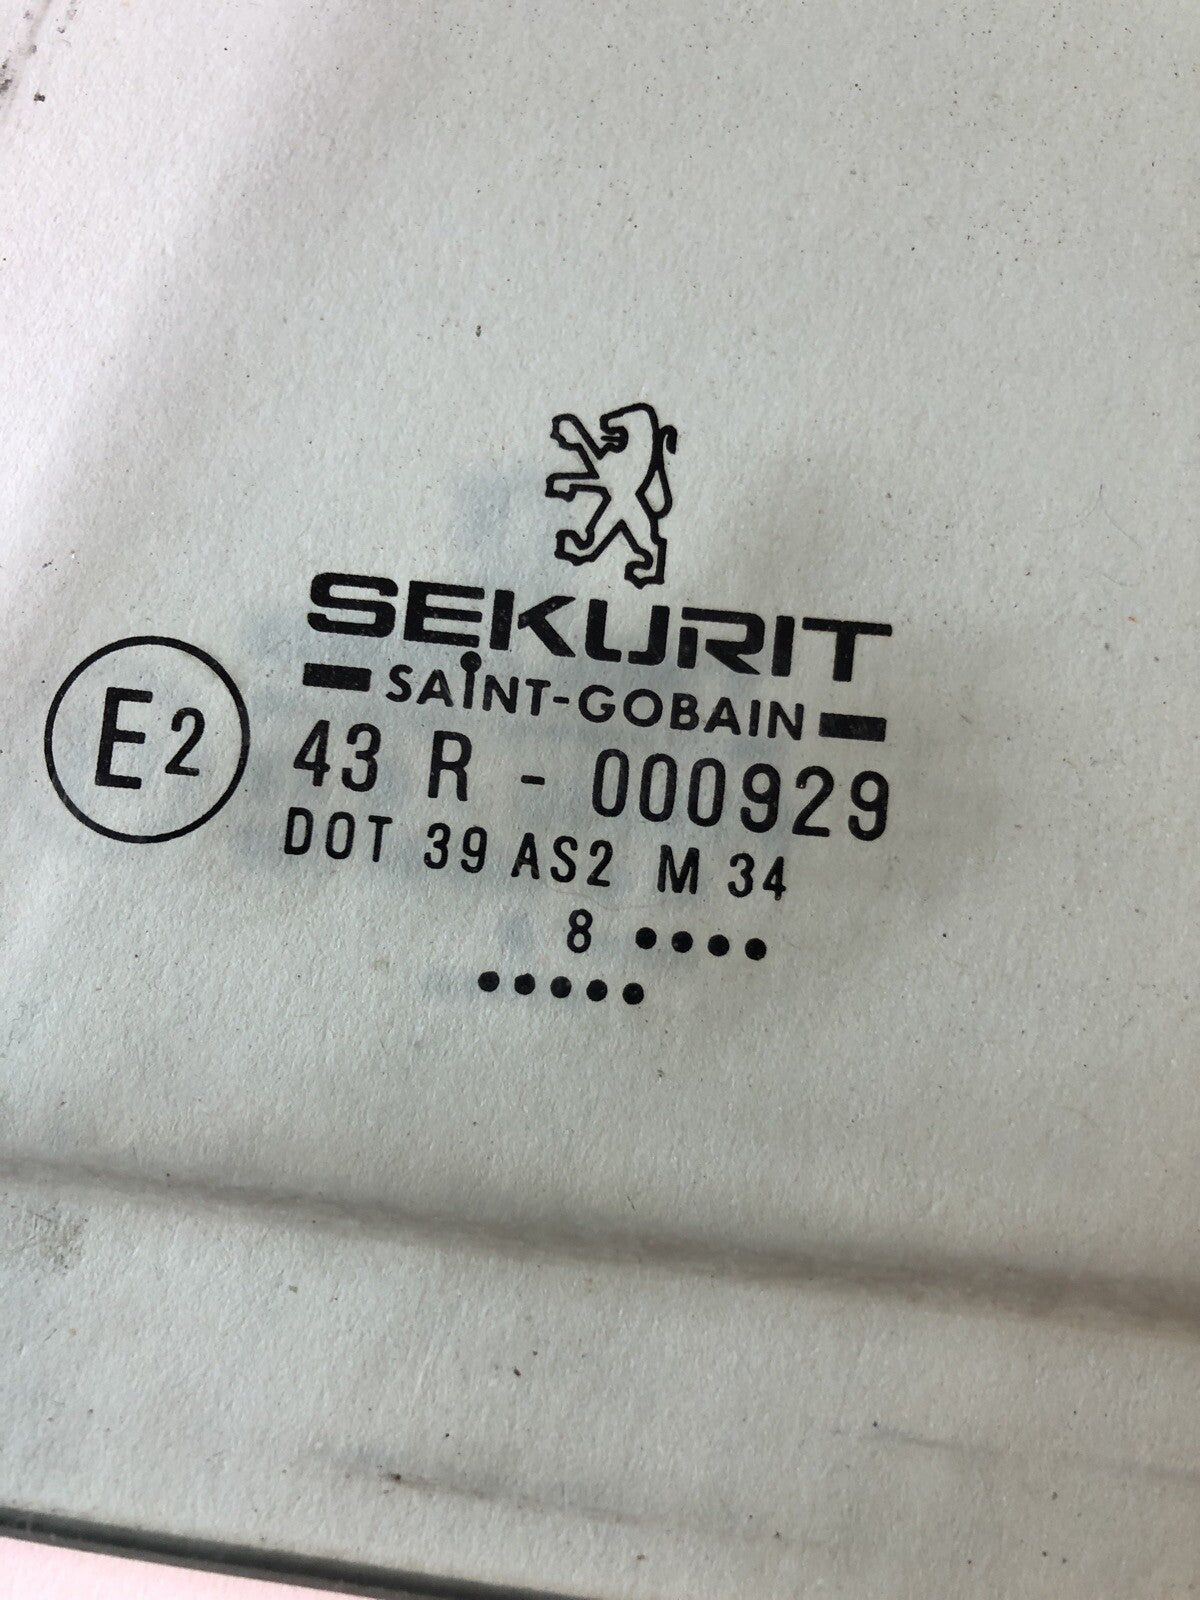 SEKURIT
SAINT-GOBAIN
E2
43 R - 000929
DOT 39 AS2 M 34
8 ••••
•••••